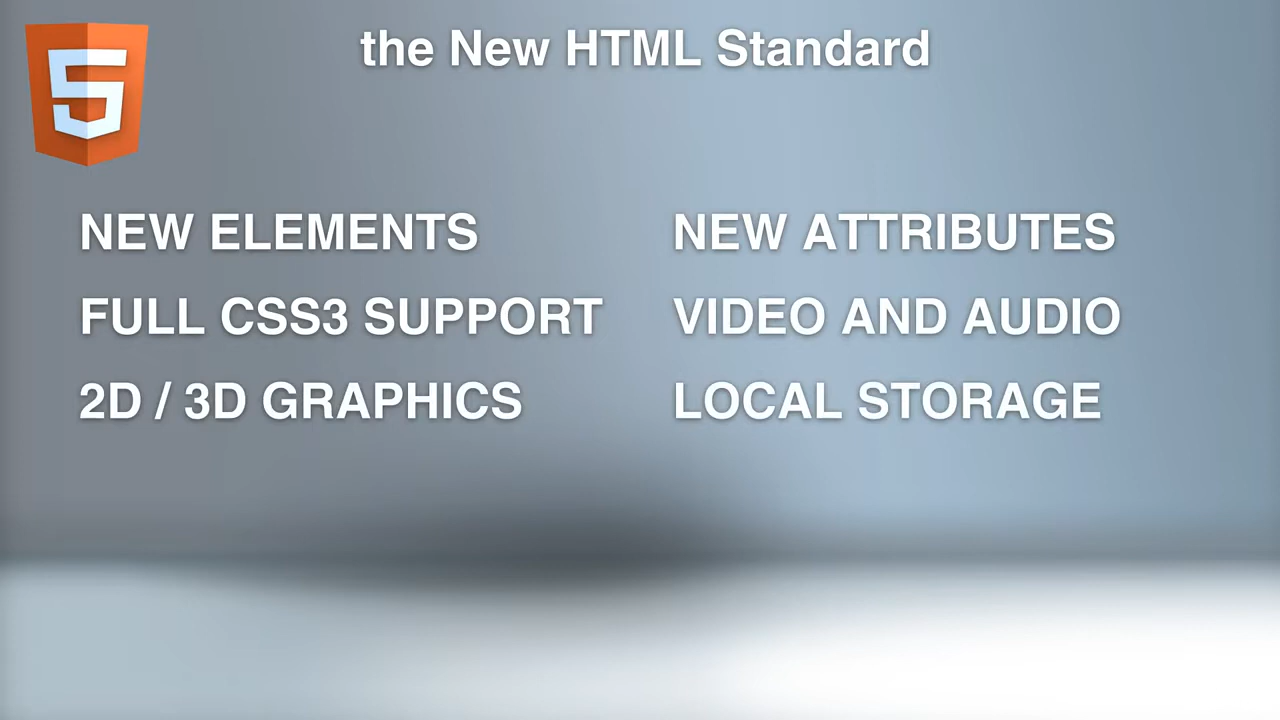 5
the New HTML Standard
NEW ELEMENTS
NEW ATTRIBUTES
FULL CSS3 SUPPORT
VIDEO AND AUDIO
2D / 3D GRAPHICS
LOCAL STORAGE